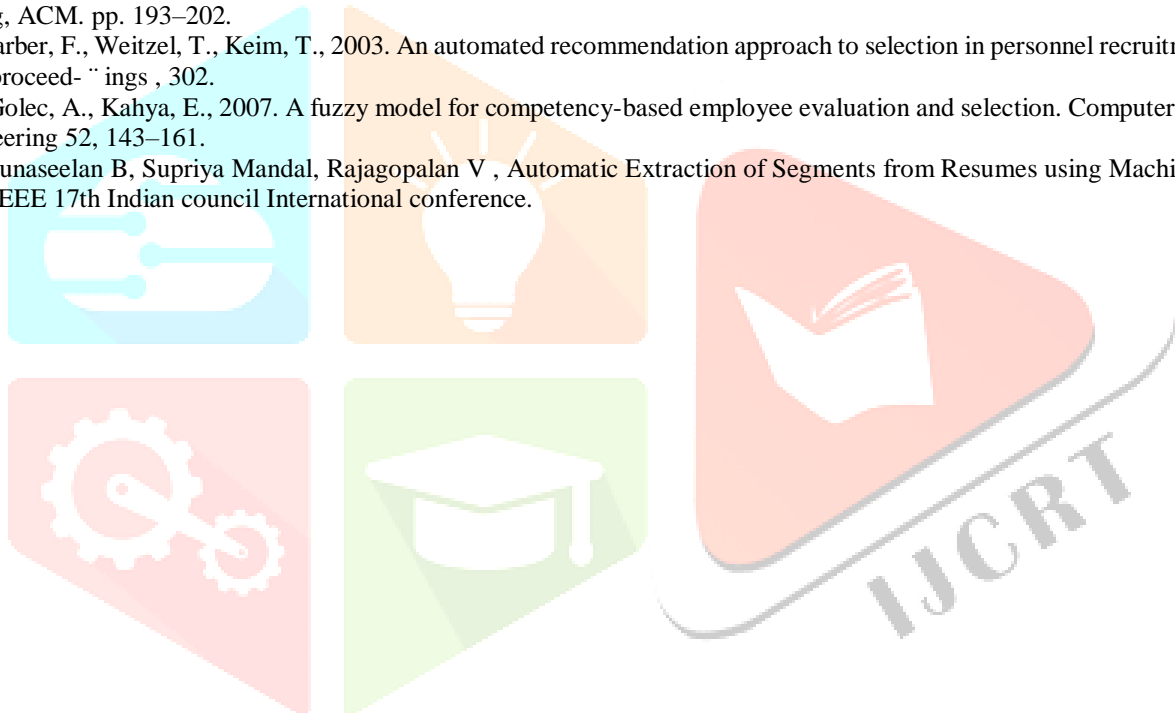 g, ACM. pp. 193–202.
arber, F., Weitzel, T., Keim, T., 2003. An automated recommendation approach to selection in personnel recruitm
proceed- ¨ ings , 302.
Golec, A., Kahya, E., 2007. A fuzzy model for competency-based employee evaluation and selection. Computer
eering 52, 143–161.
unaseelan B, Supriya Mandal, Rajagopalan V , Automatic Extraction of Segments from Resumes using Machi
EEE 17th Indian council International conference.
IJCRT